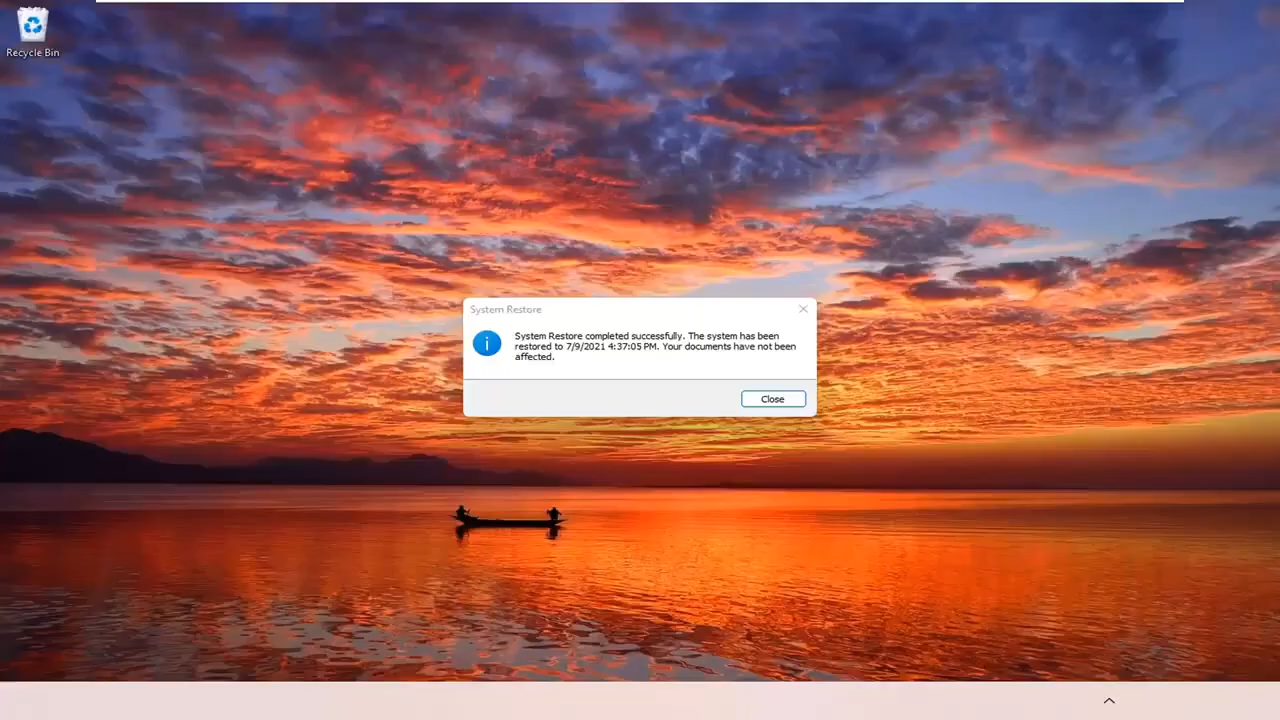 Recycle Bin
System Restore
System Restore completed successfully. The system has been
restored to 7/9/2021 4:37:05 PM. Your documents have not been
affected.
Close